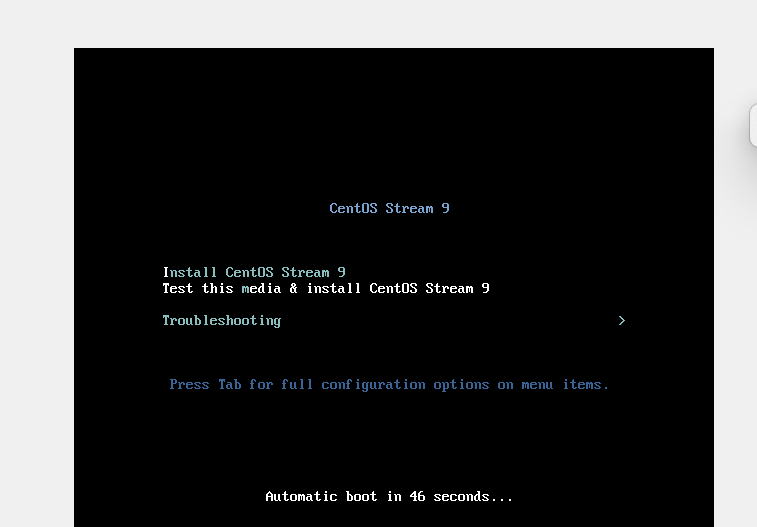 CentOS Stream 9
Install CentOS Stream 9
Test this media & install CentOS Stream 9
Troubleshooting >
Press Tab for full configuration options on menu items.
Automatic boot in 46 seconds...